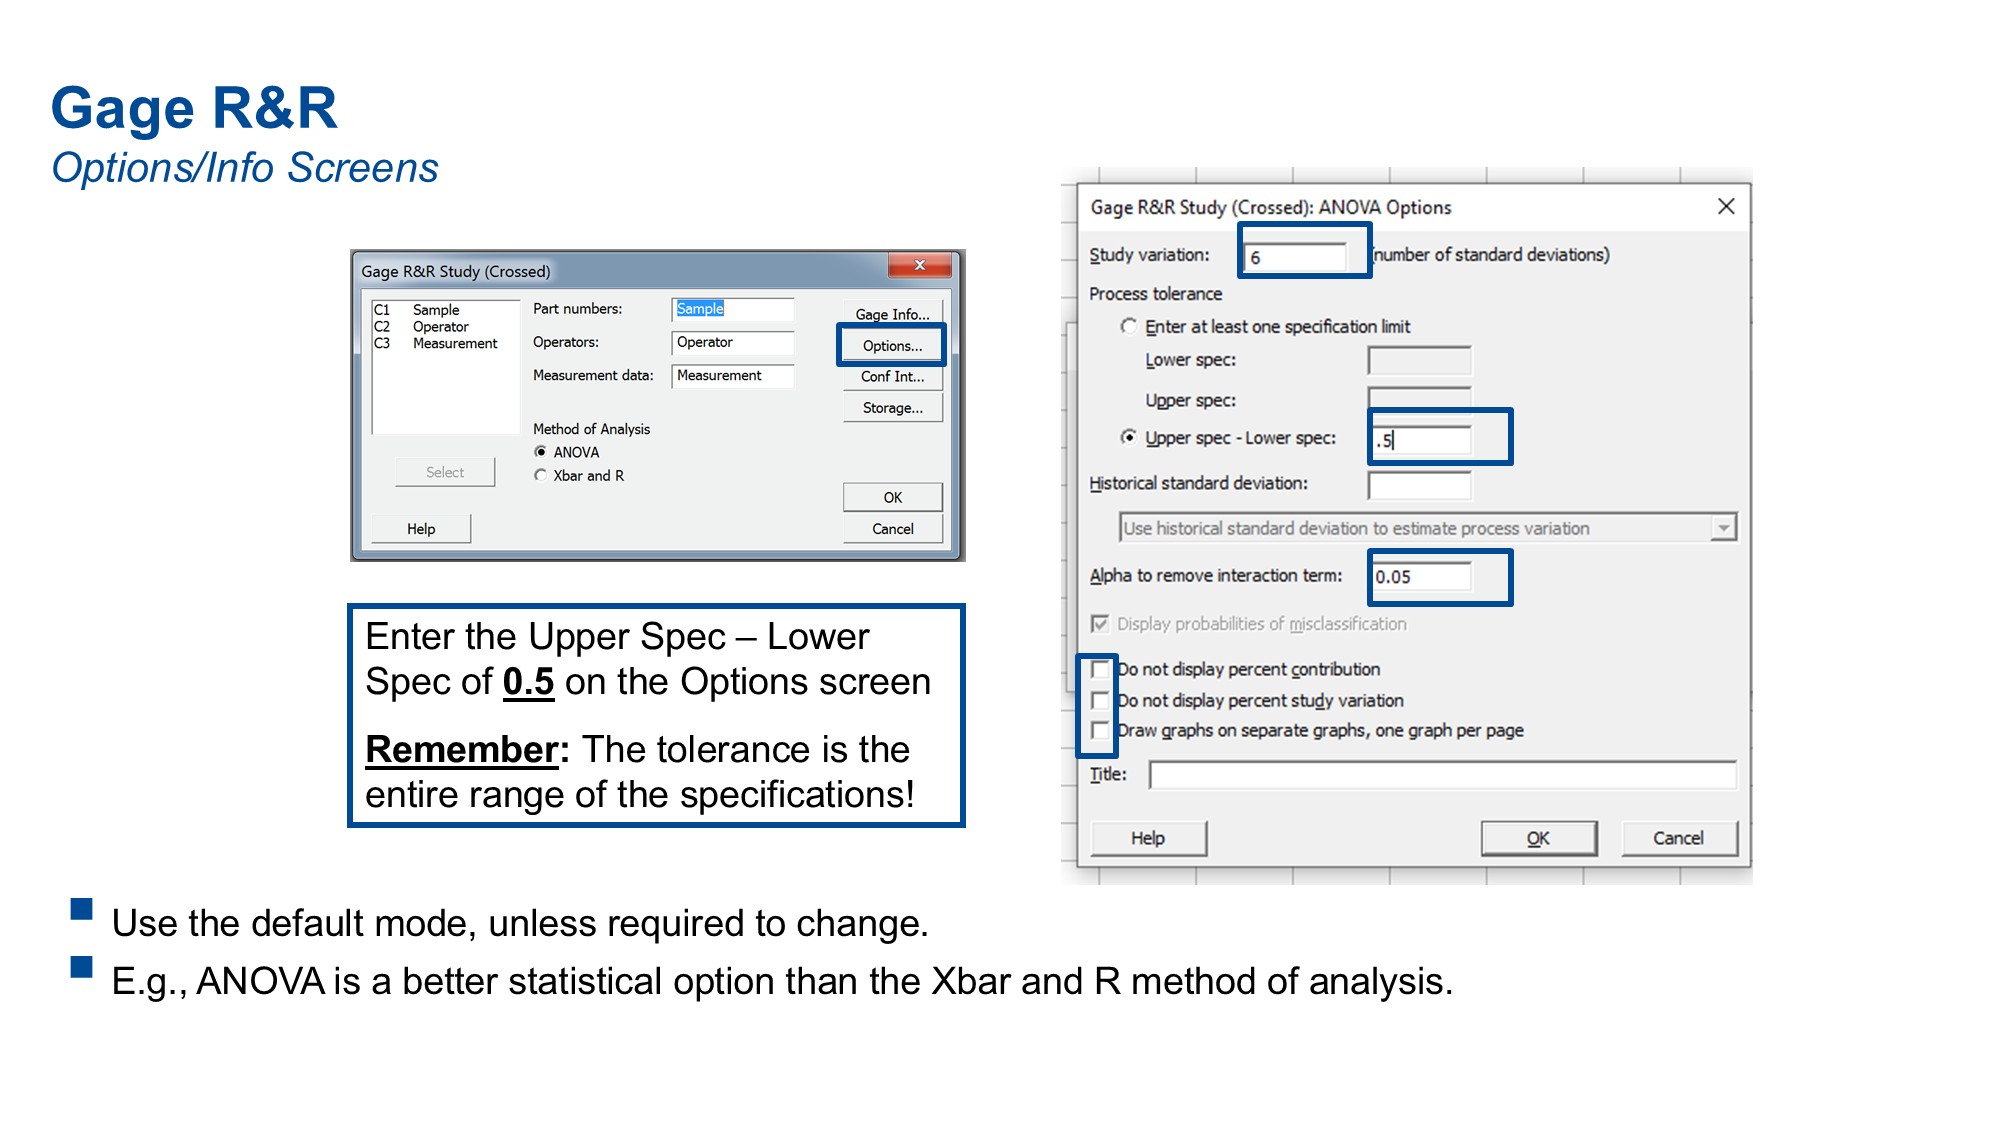 Gage R&R
Options/Info Screens
Gage R&R Study (Crossed)
x
C1 Sample
C2 Operator
C3 Measurement
Part numbers: Sample
Operators: Operator
Measurement data: Measurement
Method of Analysis
ANOVA
Xbar and R
Gage Info...
Options...
Conf Int...
Storage...
Select
Help
OK
Cancel
Enter the Upper Spec – Lower
Spec of 0.5 on the Options screen
Remember: The tolerance is the
entire range of the specifications!
Gage R&R Study (Crossed): ANOVA Options
Study variation: 6 (number of standard deviations)
Process tolerance
Enter at least one specification limit
Lower spec:
Upper spec:
Upper spec - Lower spec: .5
Historical standard deviation:
Use historical standard deviation to estimate process variation
Alpha to remove interaction term: 0.05
Display probabilities of misclassification
Do not display percent contribution
Do not display percent study variation
Draw graphs on separate graphs, one graph per page
Title:
Help
OK
Cancel
Use the default mode, unless required to change.
E.g., ANOVA is a better statistical option than the Xbar and R method of analysis.